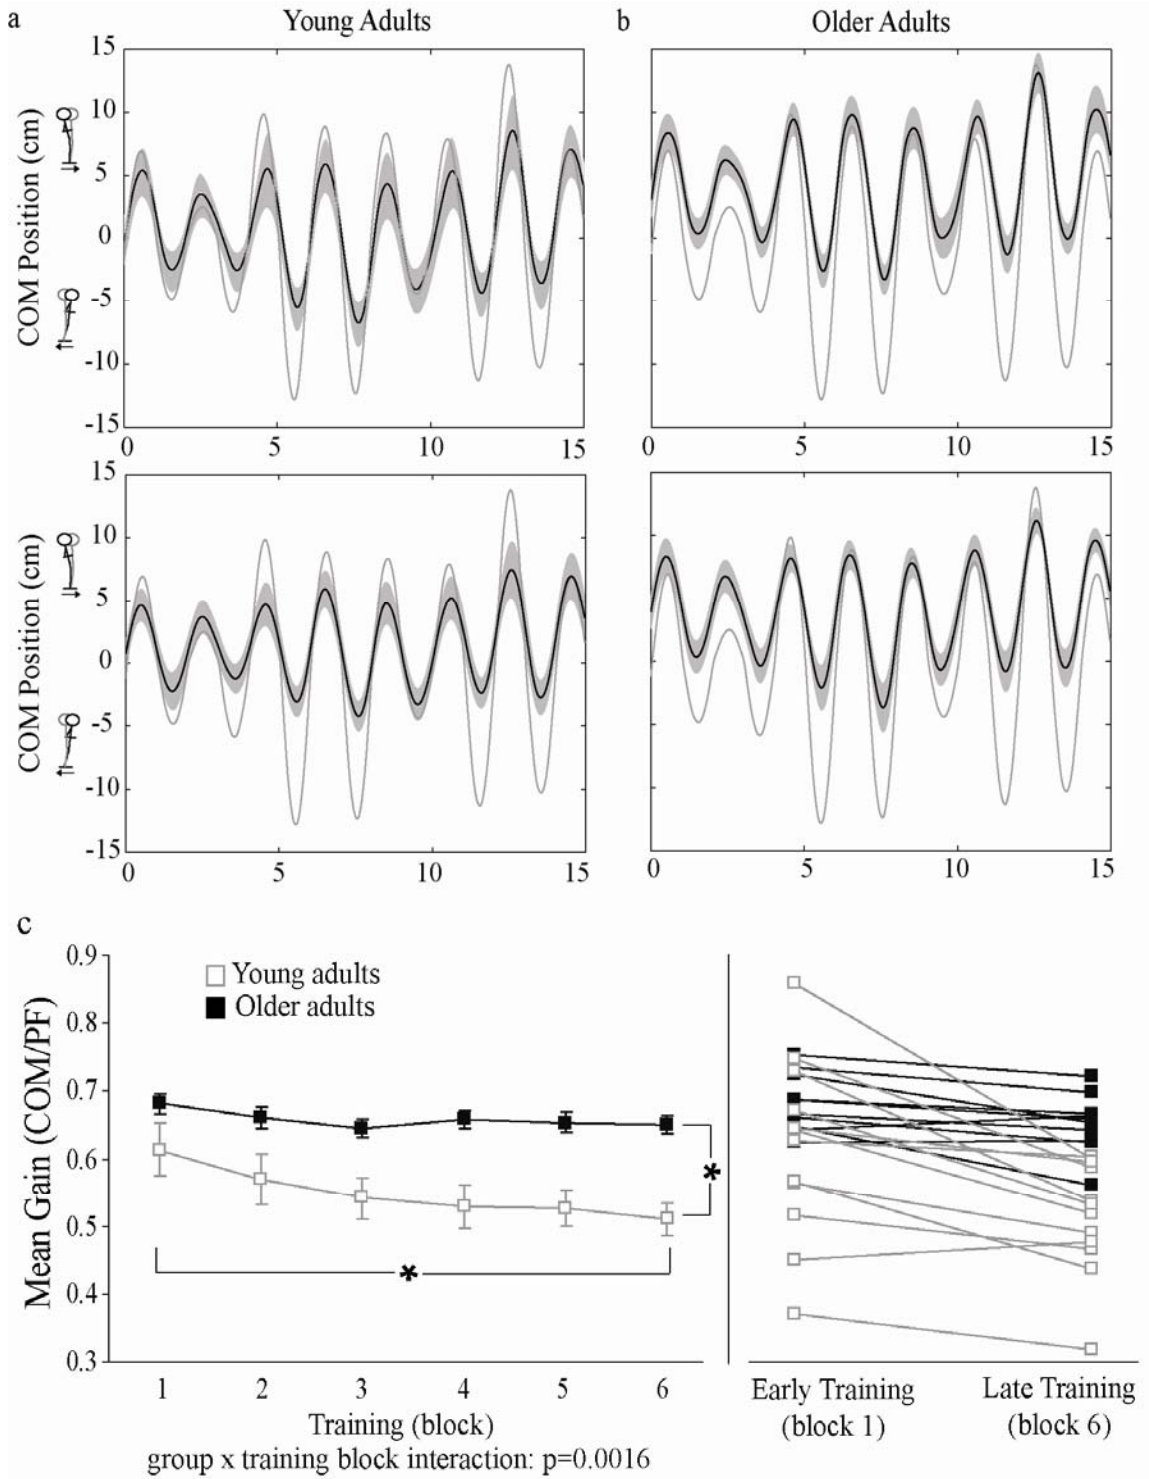 a
Young Adults
b
Older Adults
COM Position (cm)
15
10
5
0
-5
-10
-15
0 5 10 15
0 5 10 15
COM Position (cm)
15
10
5
0
-5
-10
-15
0 5 10 15
0 5 10 15
c
Mean Gain (COM/PF)
0.9
0.8
0.7
0.6
0.5
0.4
0.3
Young adults
Older adults
*
*
1 2 3 4 5 6
Training (block)
group x training block interaction: p=0.0016
Early Training
(block 1)
Late Training
(block 6)